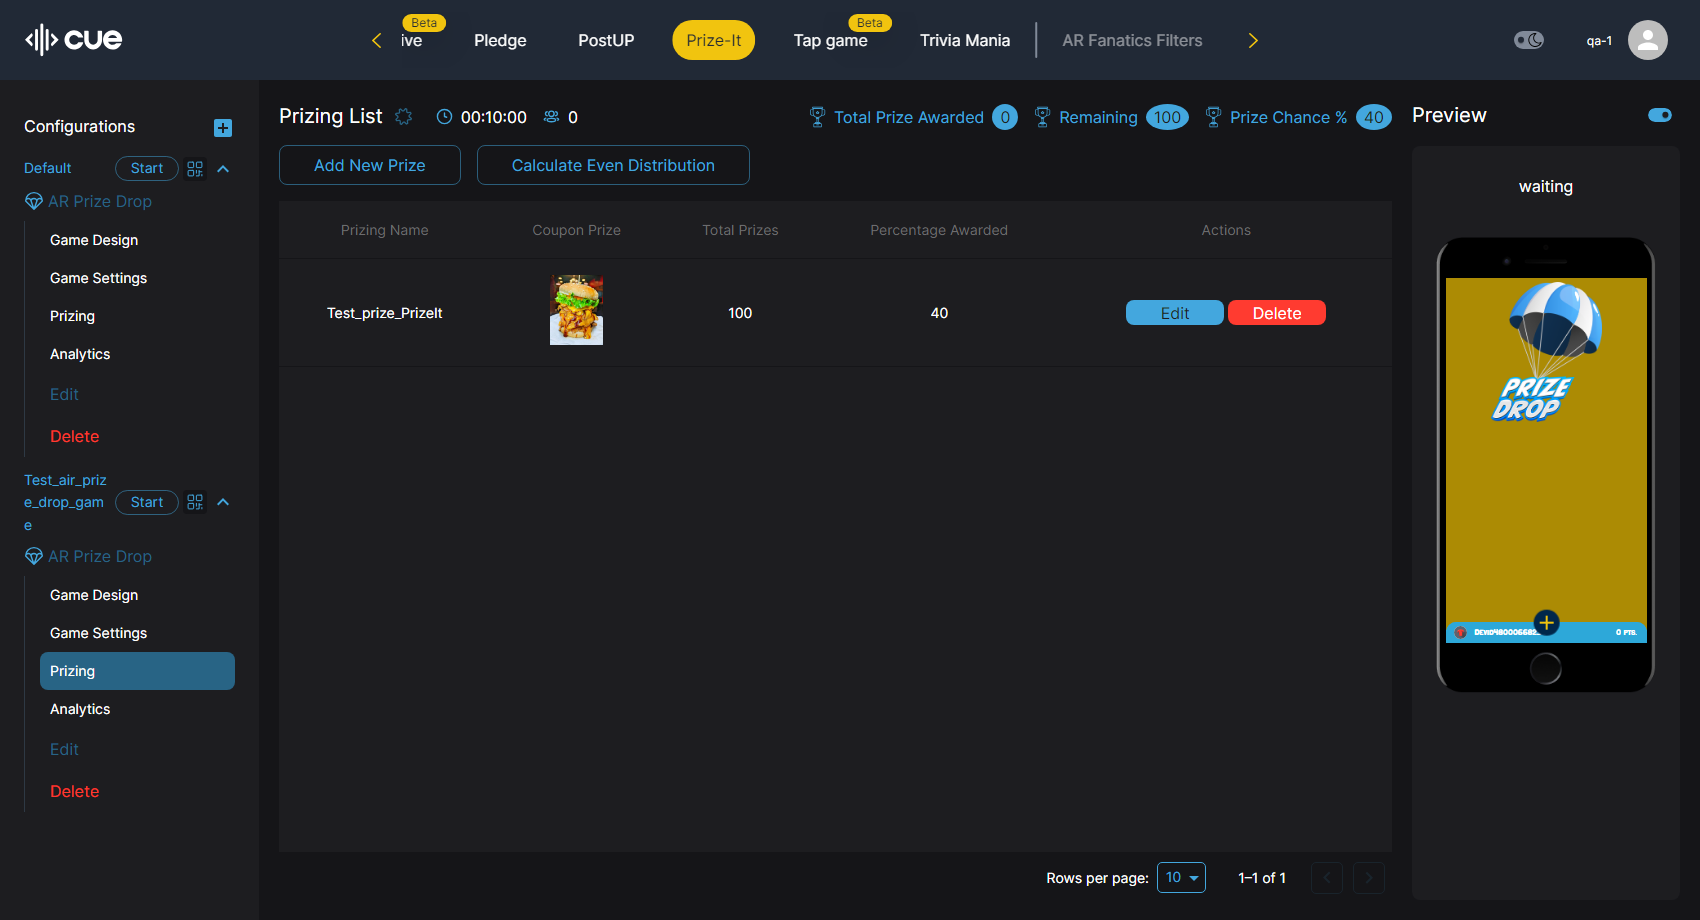 cue
Beta
ive
Pledge
PostUP
Prize-It
Beta
Tap game
Trivia Mania
AR Fanatics Filters
qa-1
Configurations
Default
Start
AR Prize Drop
Game Design
Game Settings
Prizing
Analytics
Edit
Delete
Test_air_priz
e_drop_gam
e
Start
AR Prize Drop
Game Design
Game Settings
Prizing
Analytics
Edit
Delete
Prizing List
00:10:00
0
Total Prize Awarded 0
Remaining 100
Prize Chance % 40
Add New Prize
Calculate Even Distribution
Prizing Name Coupon Prize Total Prizes Percentage Awarded Actions
Test_prize_PrizeIt 100 40 Edit Delete
Rows per page: 10 1–1 of 1
Preview
waiting
PRIZE
DROP
0 PTS.